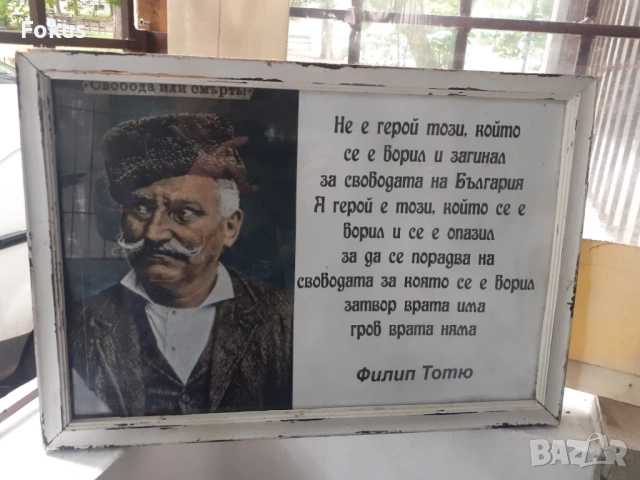 Fokus
"Свобода или смърть!"
Не е герой този, който
се е борил и загинал
за свободата на България
А герой е този, който се е
борил и се е опазил
за да се порадва на
свободата за която се е борил
затвор врата има
гроб врата няма
Филип Тотю
BAZAR